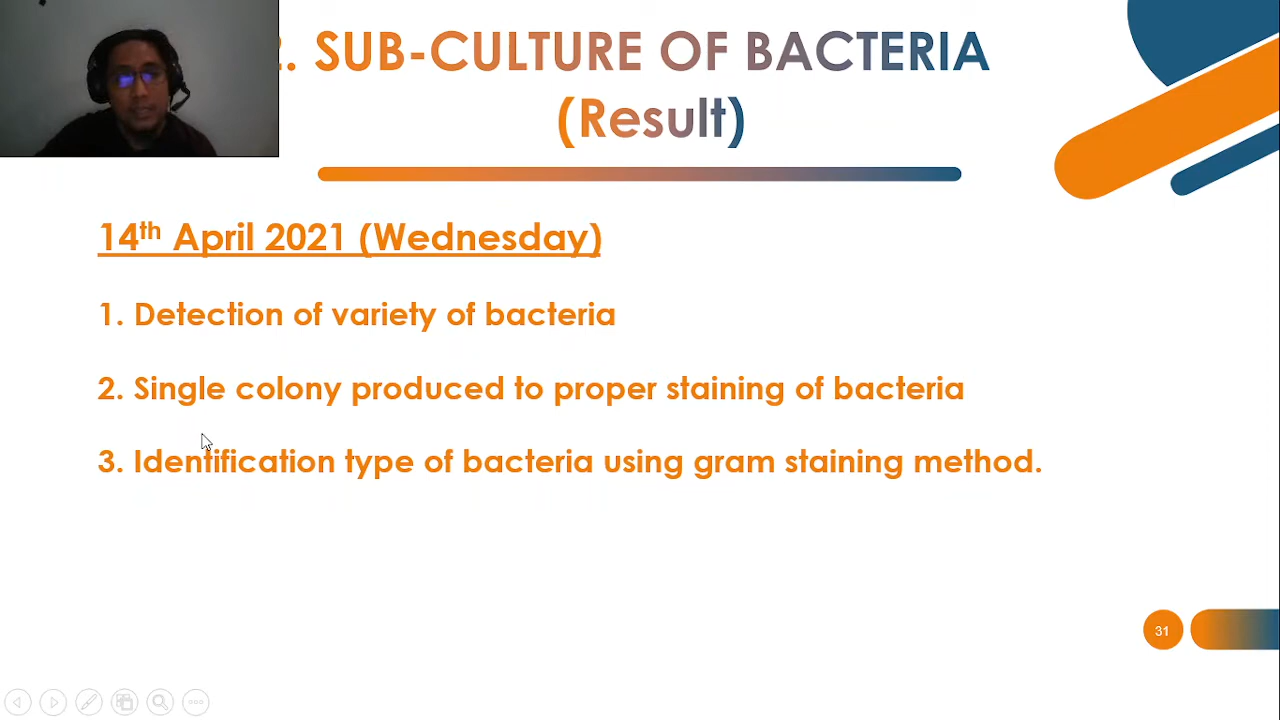 2. SUB-CULTURE OF BACTERIA
(Result)
14th April 2021 (Wednesday)
1. Detection of variety of bacteria
2. Single colony produced to proper staining of bacteria
3. Identification type of bacteria using gram staining method.
31